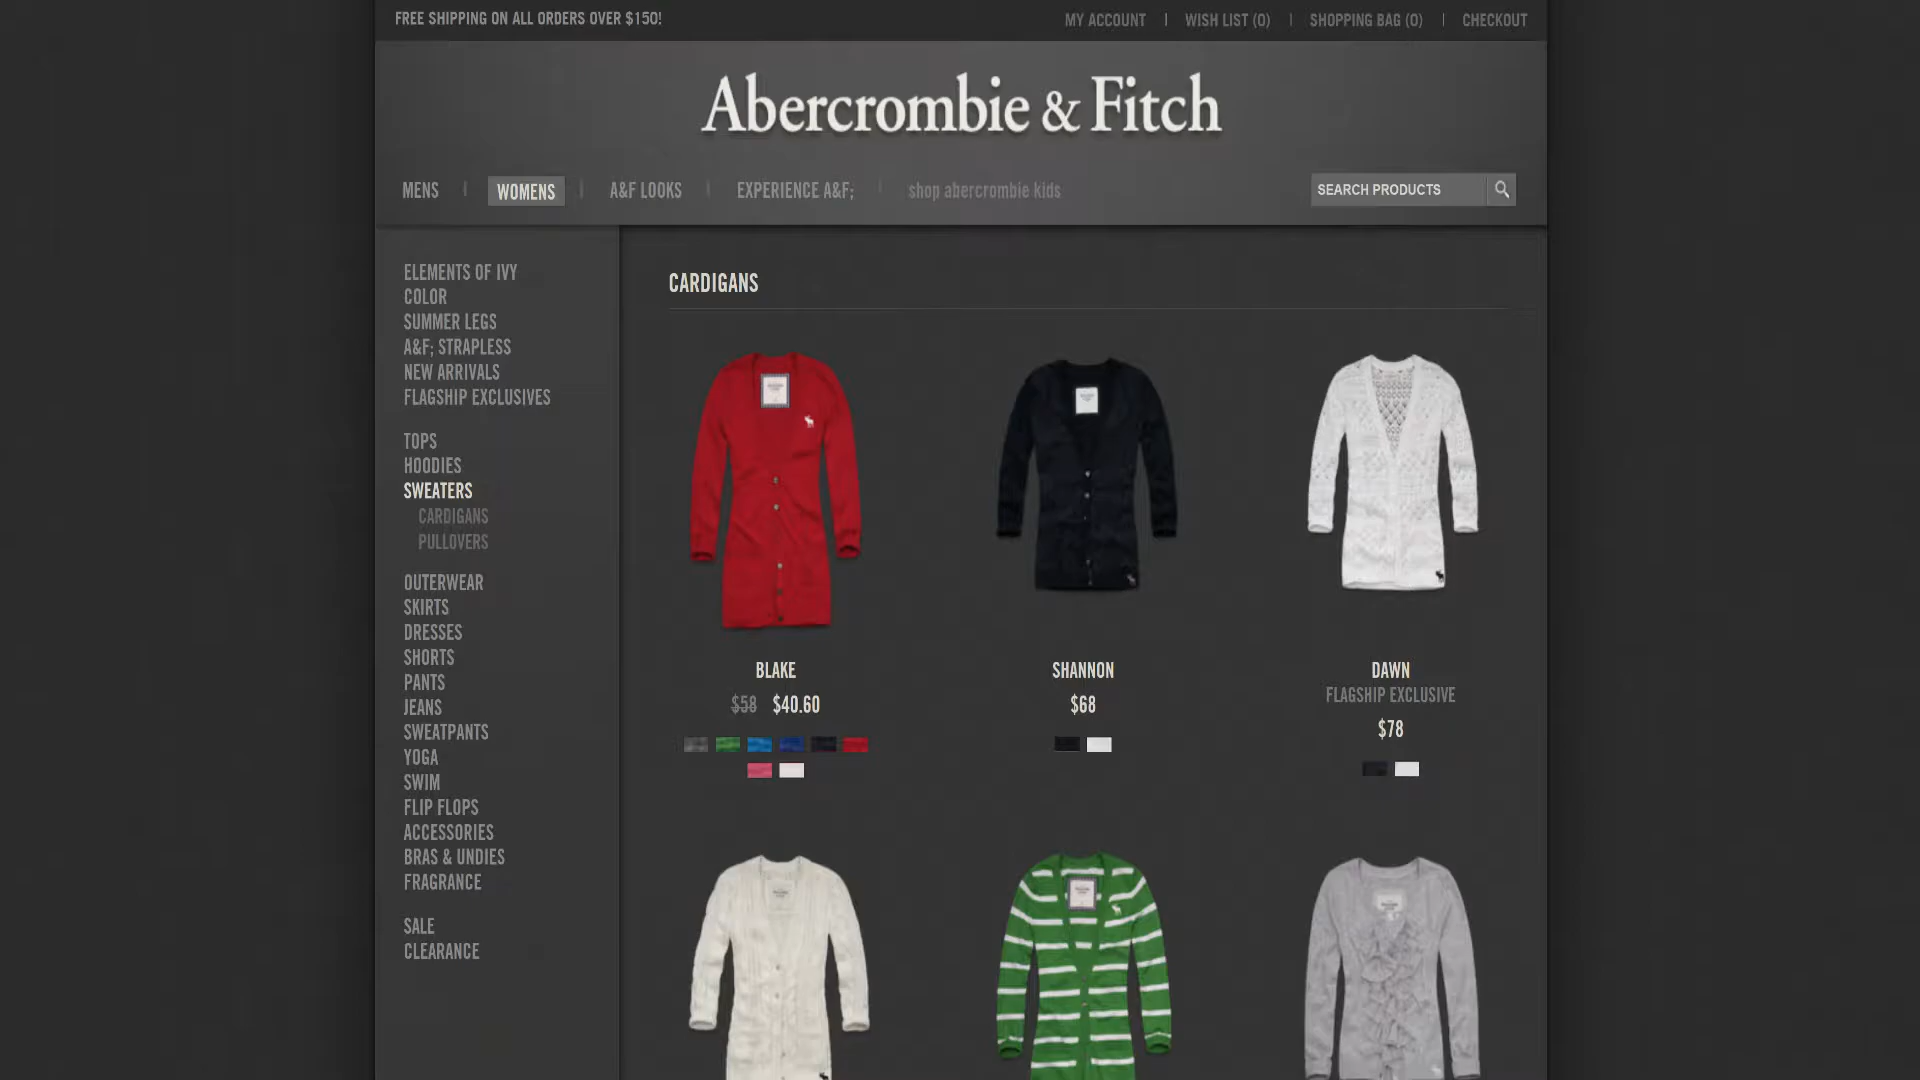 FREE SHIPPING ON ALL ORDERS OVER $150!
MY ACCOUNT | WISH LIST (0) | SHOPPING BAG (0) | CHECKOUT
Abercrombie & Fitch
MENS | WOMENS | A&F LOOKS | EXPERIENCE A&F; | shop abercrombie kids
SEARCH PRODUCTS
ELEMENTS OF IVY
COLOR
SUMMER LEGS
A&F; STRAPLESS
NEW ARRIVALS
FLAGSHIP EXCLUSIVES
TOPS
HOODIES
SWEATERS
CARDIGANS
PULLOVERS
OUTERWEAR
SKIRTS
DRESSES
SHORTS
PANTS
JEANS
SWEATPANTS
YOGA
SWIM
FLIP FLOPS
ACCESSORIES
BRAS & UNDIES
FRAGRANCE
SALE
CLEARANCE
CARDIGANS
BLAKE
$58 $40.60
SHANNON
$68
DAWN
FLAGSHIP EXCLUSIVE
$78